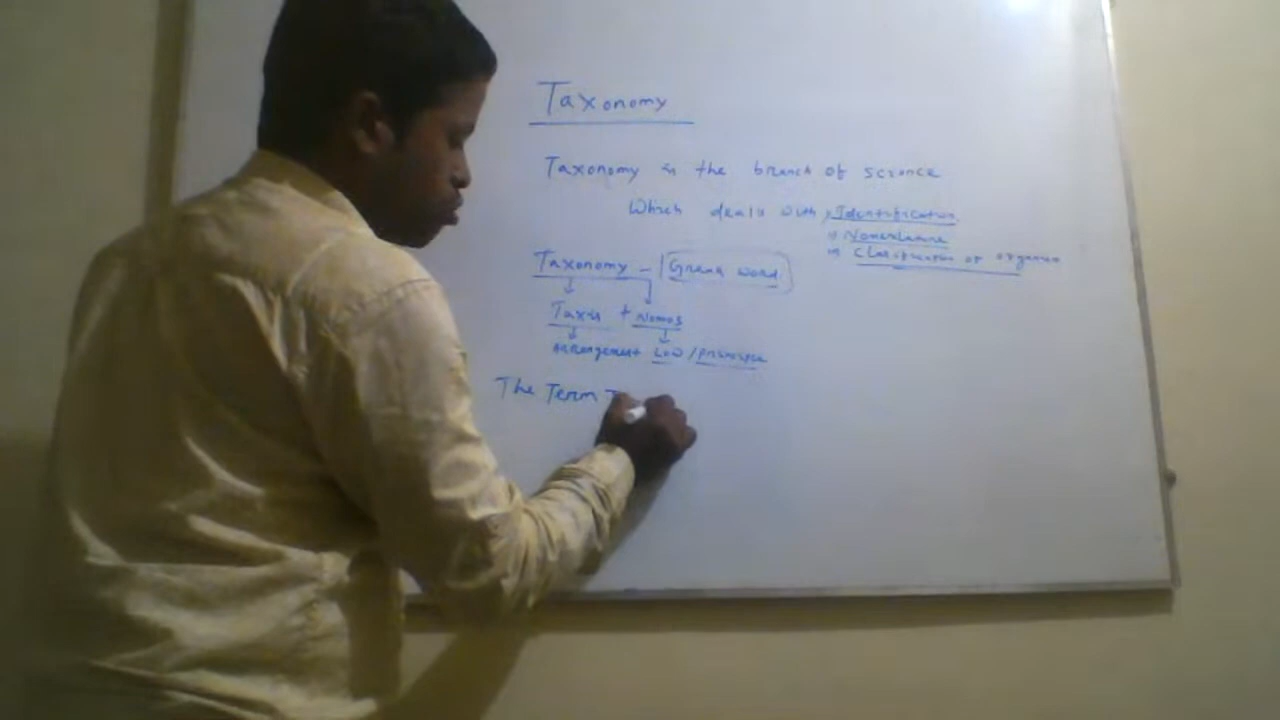 Taxonomy
Taxonomy is the branch of science
Which deals with, Identification
Nomenclature
Classification of organism
Taxonomy - Greek word
Taxis + Nomos
Arrangement Low / principle
The Term T